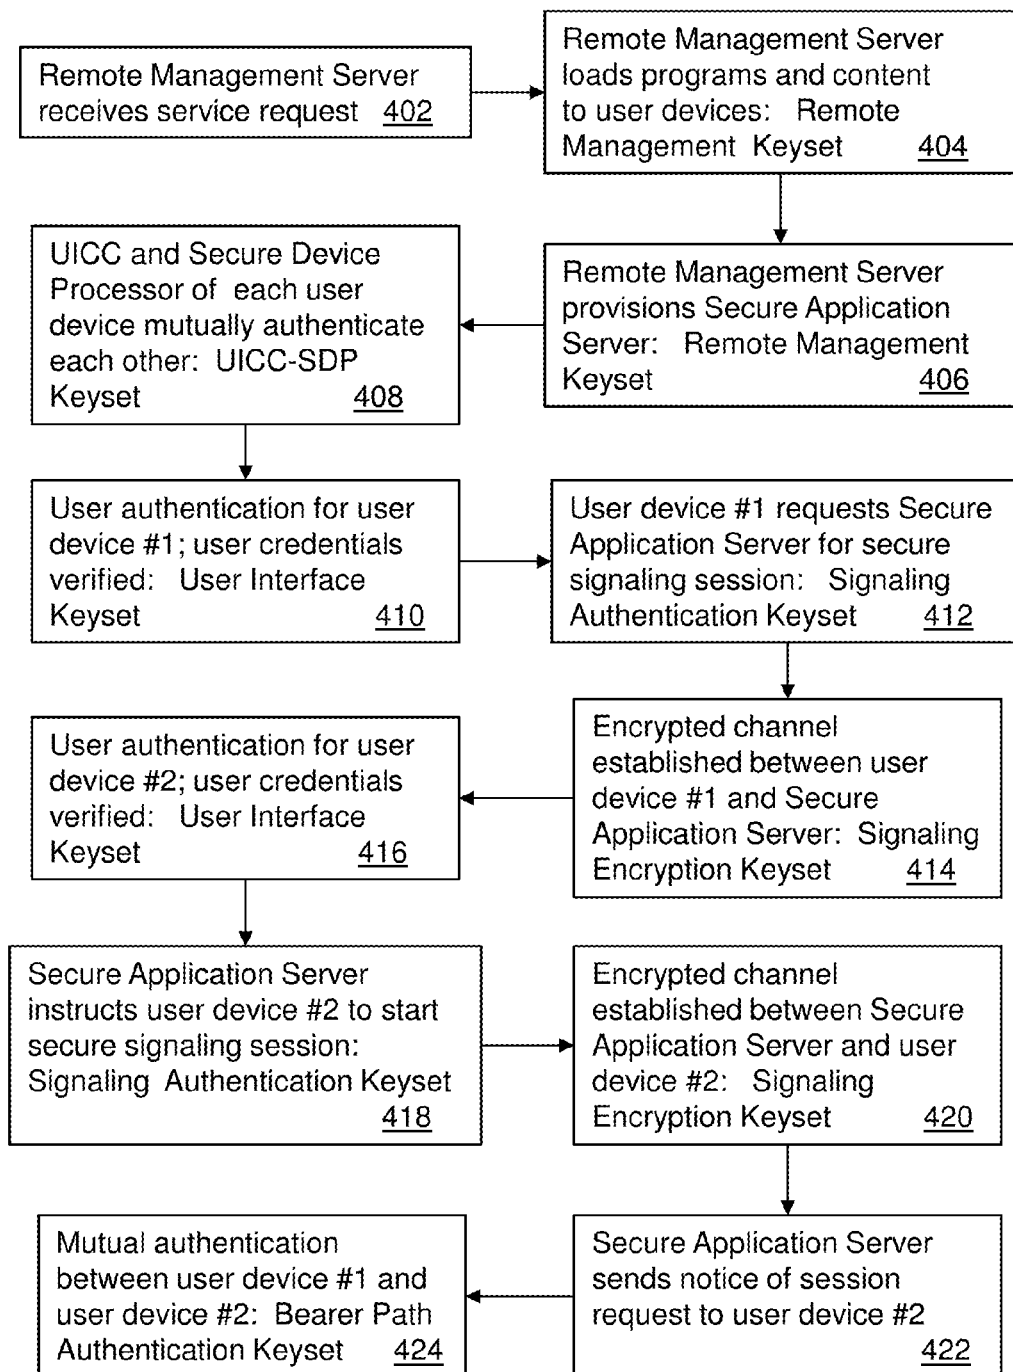 Remote Management Server
receives service request 402
Remote Management Server
loads programs and content
to user devices: Remote
Management Keyset 404
Remote Management Server
provisions Secure Application
Server: Remote Management
Keyset 406
UICC and Secure Device
Processor of each user
device mutually authenticate
each other: UICC-SDP
Keyset 408
User authentication for user
device #1; user credentials
verified: User Interface
Keyset 410
User device #1 requests Secure
Application Server for secure
signaling session: Signaling
Authentication Keyset 412
Encrypted channel
established between user
device #1 and Secure
Application Server: Signaling
Encryption Keyset 414
User authentication for user
device #2; user credentials
verified: User Interface
Keyset 416
Secure Application Server
instructs user device #2 to start
secure signaling session:
Signaling Authentication Keyset
418
Encrypted channel
established between Secure
Application Server and user
device #2: Signaling
Encryption Keyset 420
Secure Application Server
sends notice of session
request to user device #2
422
Mutual authentication
between user device #1 and
user device #2: Bearer Path
Authentication Keyset 424